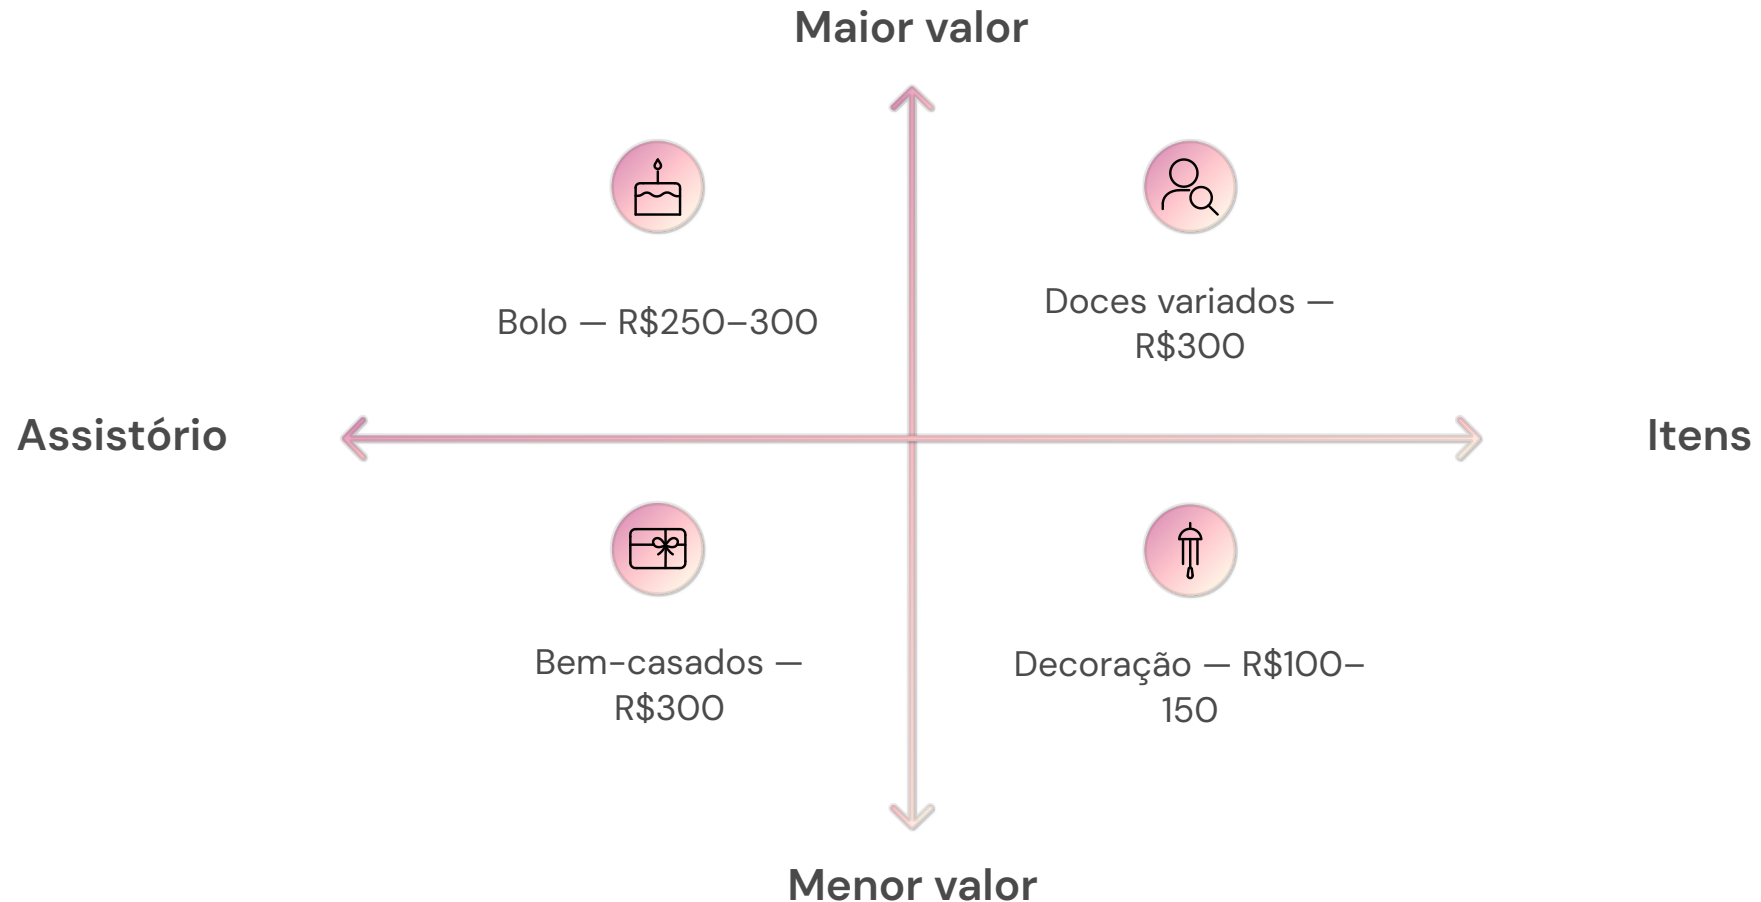 Maior valor
Bolo — R$250–300
Doces variados —
R$300
Assistório
Itens
Bem-casados —
R$300
Decoração — R$100–
150
Menor valor